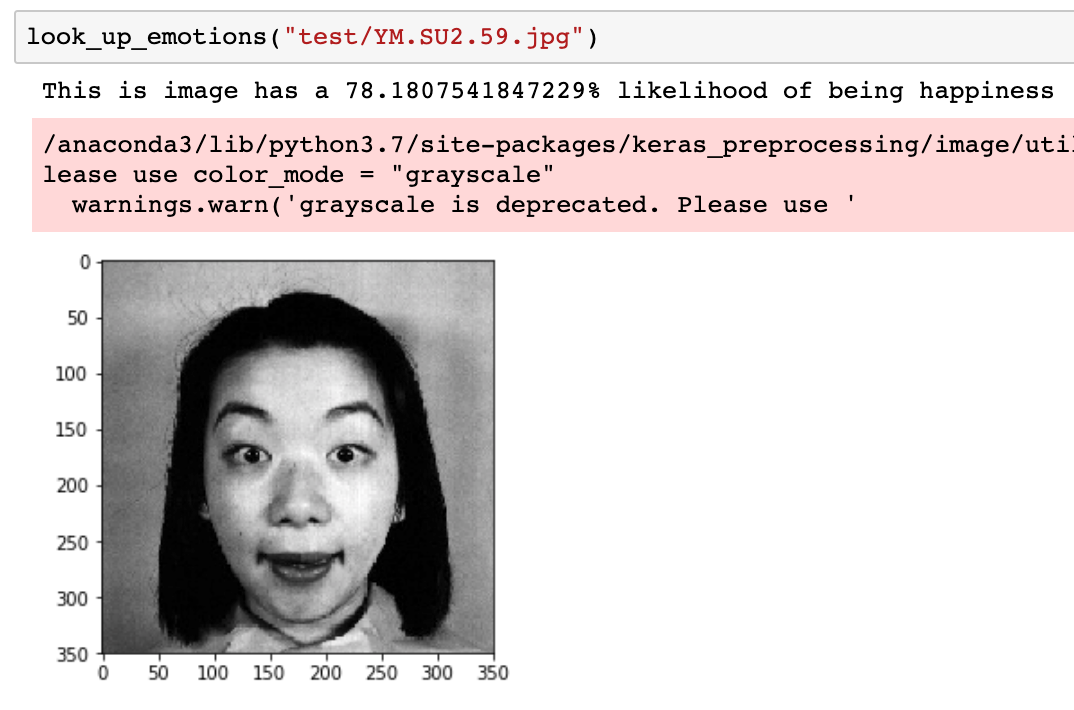 look_up_emotions("test/YM.SU2.59.jpg")
This is image has a 78.1807541847229% likelihood of being happiness
/anaconda3/lib/python3.7/site-packages/keras_preprocessing/image/util
lease use color_mode = "grayscale"
warnings.warn('grayscale is deprecated. Please use '
0
50
100
150
200
250
300
350
0 50 100 150 200 250 300 350